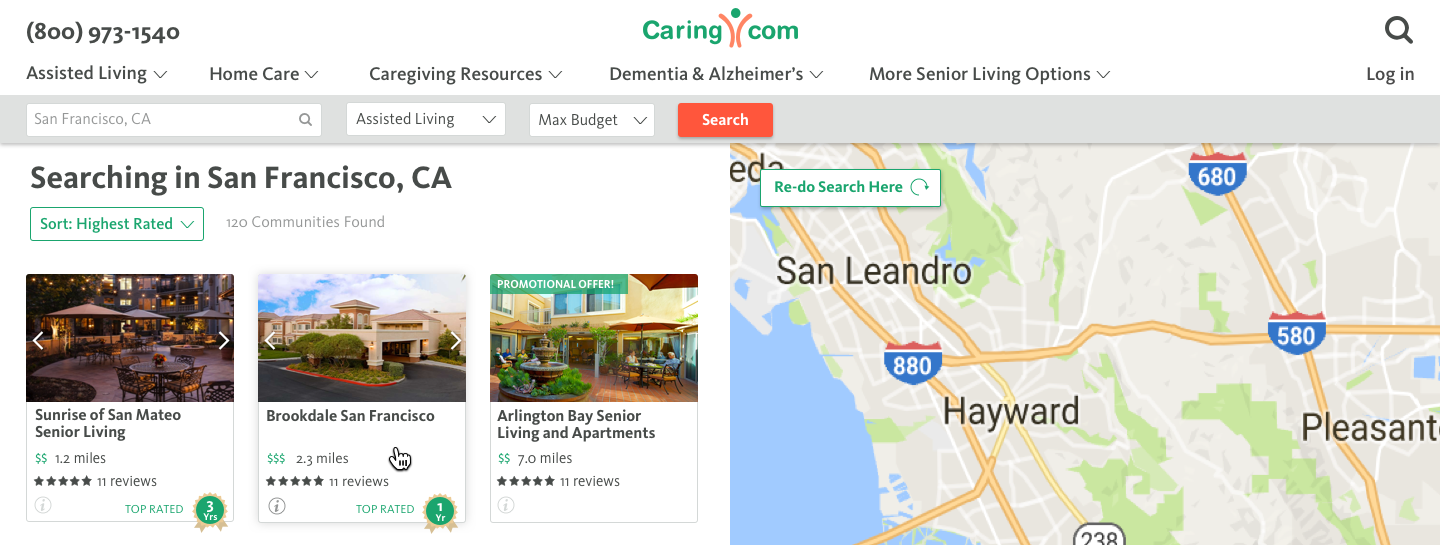 (800) 973-1540
Caring com
Assisted Living
Home Care
Caregiving Resources
Dementia & Alzheimer's
More Senior Living Options
Log in
San Francisco, CA
Assisted Living
Max Budget
Search
Searching in San Francisco, CA
Sort: Highest Rated
120 Communities Found
Sunrise of San Mateo
Senior Living
$$ 1.2 miles
★★★★★ 11 reviews
i
TOP RATED
3
Yrs
Brookdale San Francisco
$$$ 2.3 miles
★★★★★ 11 reviews
i
TOP RATED
1
Yr
PROMOTIONAL OFFER!
Arlington Bay Senior
Living and Apartments
$$ 7.0 miles
★★★★★ 11 reviews
i
eda
Re-do Search Here
680
San Leandro
580
880
Hayward
Pleasant
238